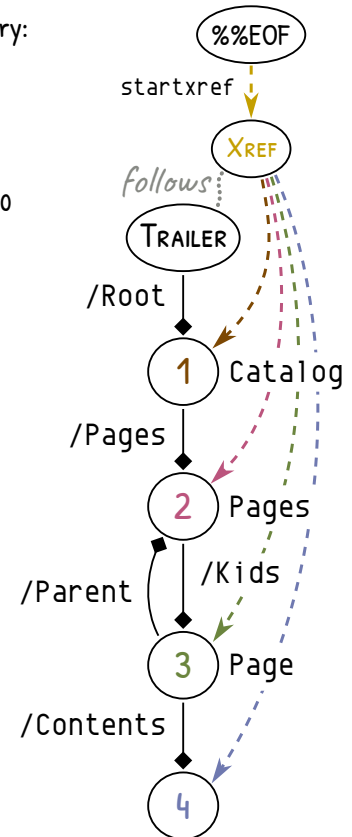 ry:
%%EOF
startxref
XREF
follows
0
TRAILER
/Root
1 Catalog
/Pages
2 Pages
/Kids
/Parent
3 Page
/Contents
4